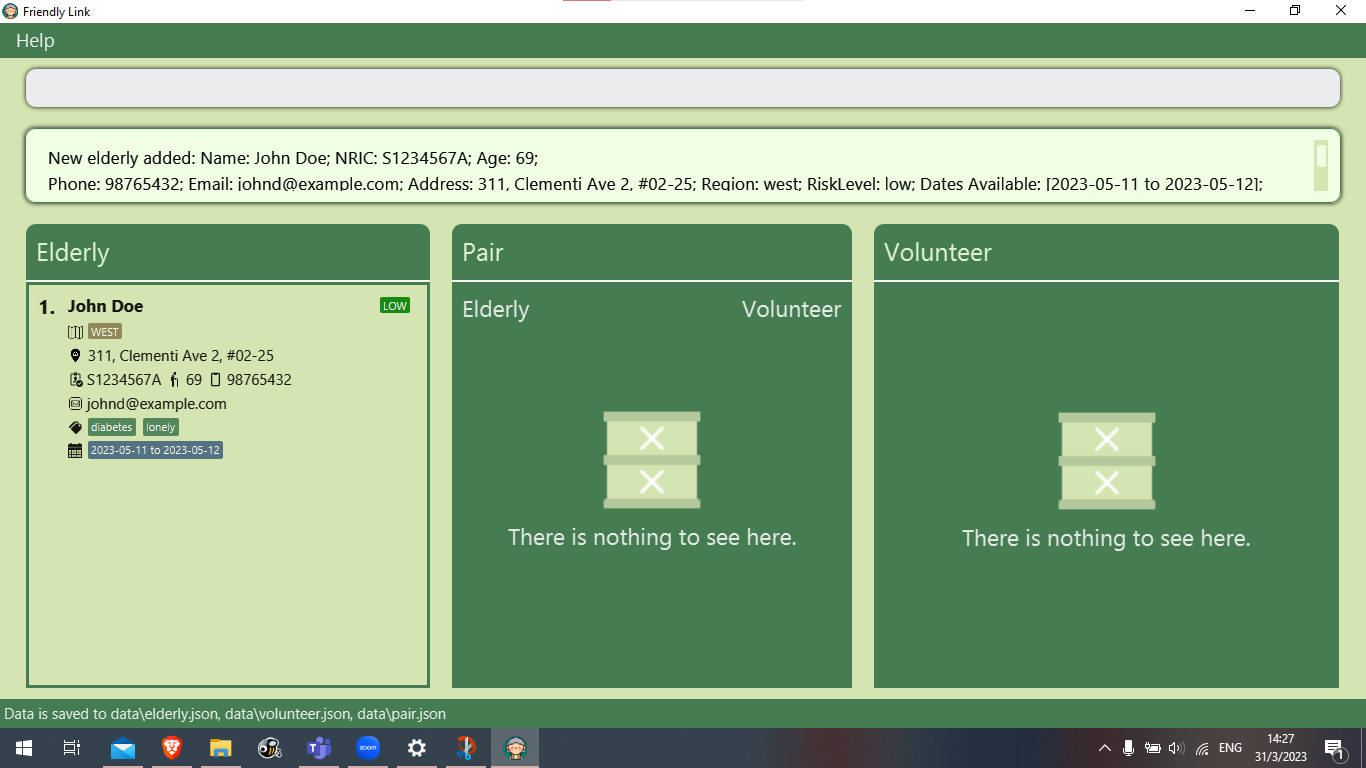 Friendly Link
Help
New elderly added: Name: John Doe; NRIC: S1234567A; Age: 69;
Phone: 98765432; Email: johnd@example.com; Address: 311, Clementi Ave 2, #02-25; Region: west; RiskLevel: low; Dates Available: [2023-05-11 to 2023-05-12];
Elderly
1. John Doe LOW
WEST
311, Clementi Ave 2, #02-25
S1234567A 69 98765432
johnd@example.com
diabetes lonely
2023-05-11 to 2023-05-12
Pair
Elderly Volunteer
There is nothing to see here.
Volunteer
There is nothing to see here.
Data is saved to data\elderly.json, data\volunteer.json, data\pair.json
zoom
ENG
14:27
31/3/2023
1